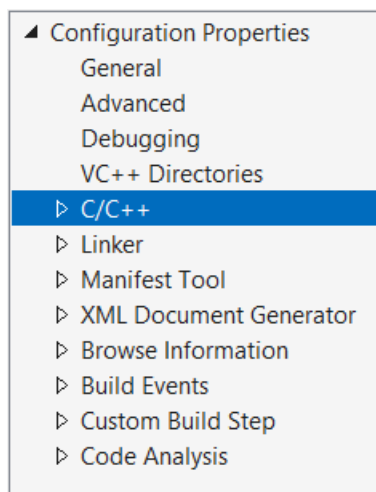 Configuration Properties
General
Advanced
Debugging
VC++ Directories
C/C++
Linker
Manifest Tool
XML Document Generator
Browse Information
Build Events
Custom Build Step
Code Analysis